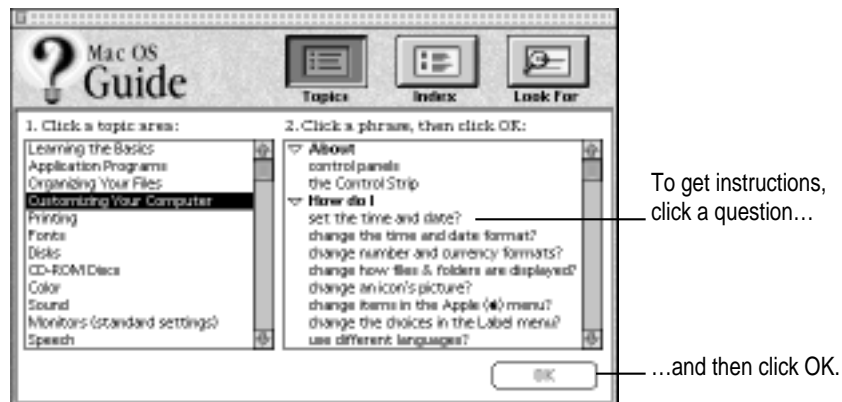 Mac OS
Guide
Topics
Index
Look For
1. Click a topic area:
Learning the Basics
Application Programs
Organizing Your Files
Customizing Your Computer
Printing
Fonts
Disks
CD-ROM Discs
Color
Sound
Monitors (standard settings)
Speech
2. Click a phrase, then click OK:
About
control panels
the Control Strip
How do I
set the time and date?
change the time and date format?
change number and currency formats?
change how files & folders are displayed?
change an icon's picture?
change items in the Apple () menu?
change the choices in the Label menu?
use different languages?
OK
To get instructions,
click a question…
…and then click OK.